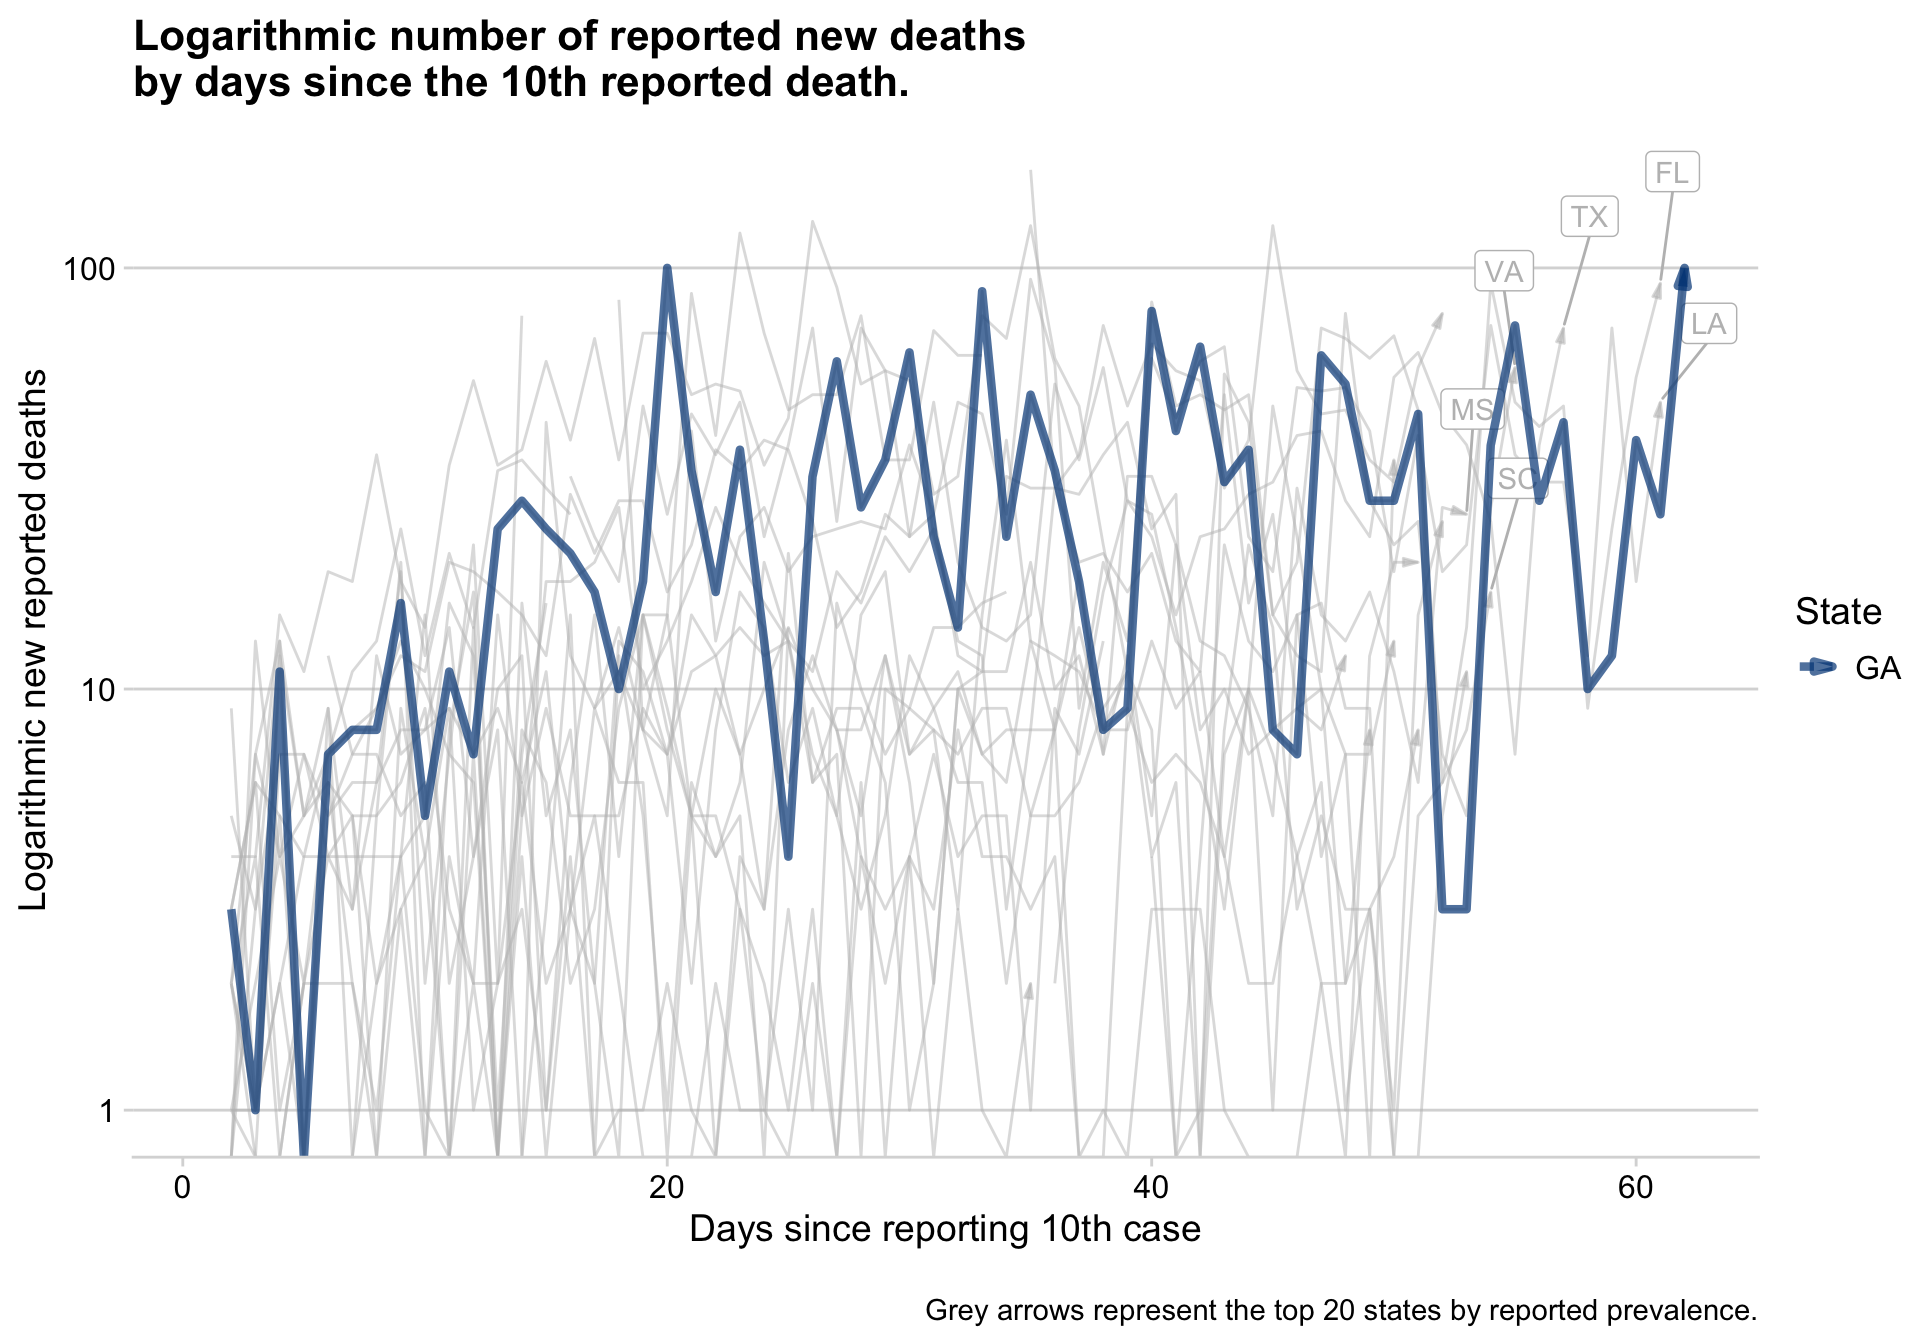 Logarithmic number of reported new deaths
by days since the 10th reported death.
FL
TX
VA
100
LA
MS
SC
Logarithmic new reported deaths
State
GA
10
1
0 20 40 60
Days since reporting 10th case
Grey arrows represent the top 20 states by reported prevalence.